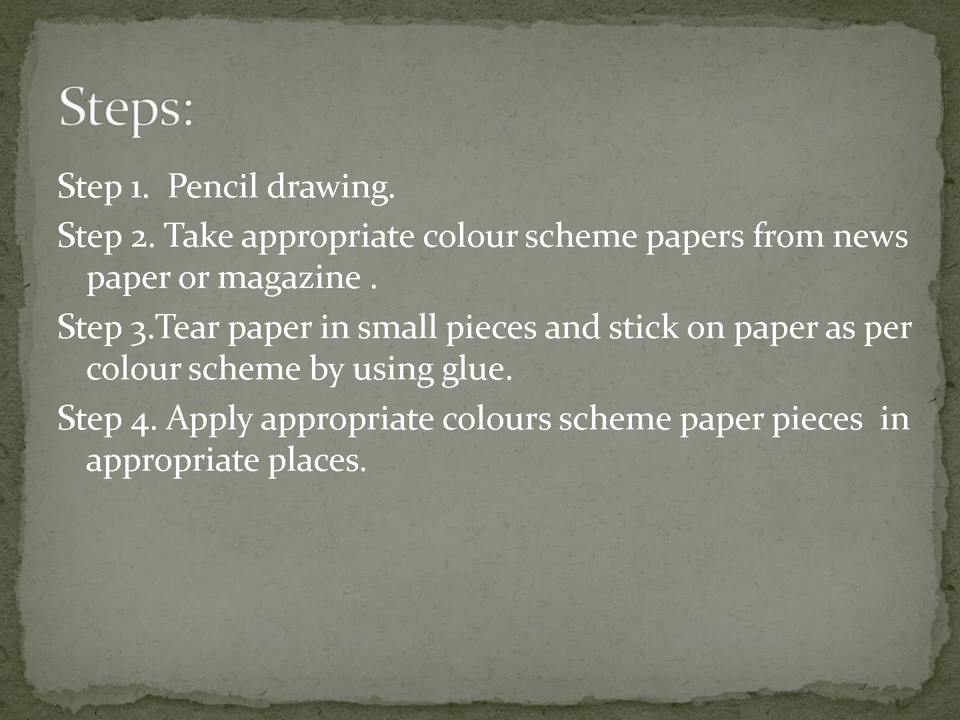 Steps:
Step 1.  Pencil drawing.
Step 2. Take appropriate colour scheme papers from news
paper or magazine .
Step 3.Tear paper in small pieces and stick on paper as per
colour scheme by using glue.
Step 4. Apply appropriate colours scheme paper pieces  in
appropriate places.